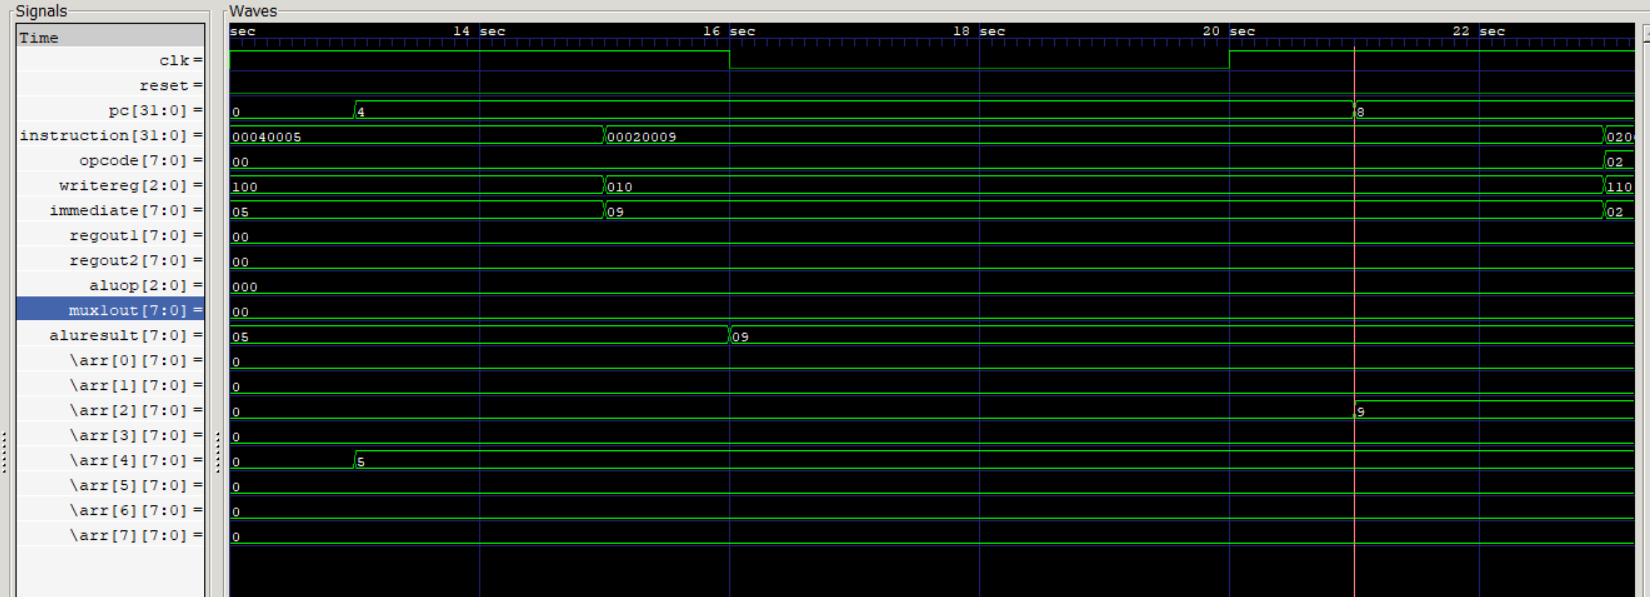 Signals Waves
Time sec 14 sec 16 sec 18 sec 20 sec 22 sec
clk=
reset=
pc[31:0]= 0 4 8
instruction[31:0]= 00040005 00020009 020
opcode[7:0]= 00 02
writereg[2:0]= 100 010 110
immediate[7:0]= 05 09 02
regout1[7:0]= 00
regout2[7:0]= 00
aluop[2:0]= 000
mux1out[7:0]= 00
aluresult[7:0]= 05 09
\arr[0][7:0]= 0
\arr[1][7:0]= 0
\arr[2][7:0]= 0 9
\arr[3][7:0]= 0
\arr[4][7:0]= 0 5
\arr[5][7:0]= 0
\arr[6][7:0]= 0
\arr[7][7:0]= 0